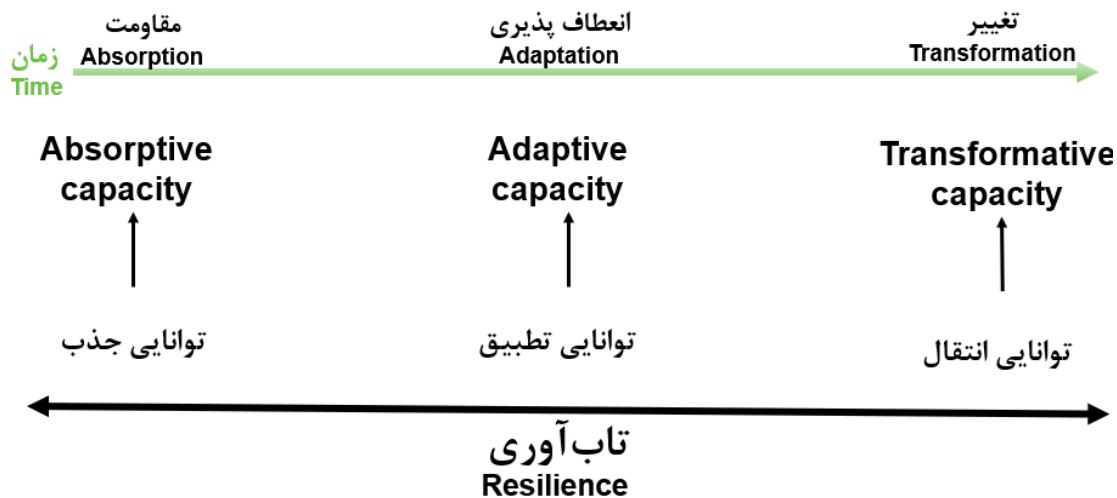 مقاومت
Absorption
انعطاف پذیری
Adaptation
تغییر
Transformation
زمان
Time
Absorptive
capacity
Adaptive
capacity
Transformative
capacity
توانایی جذب
توانایی تطبیق
توانایی انتقال
تاب‌آوری
Resilience